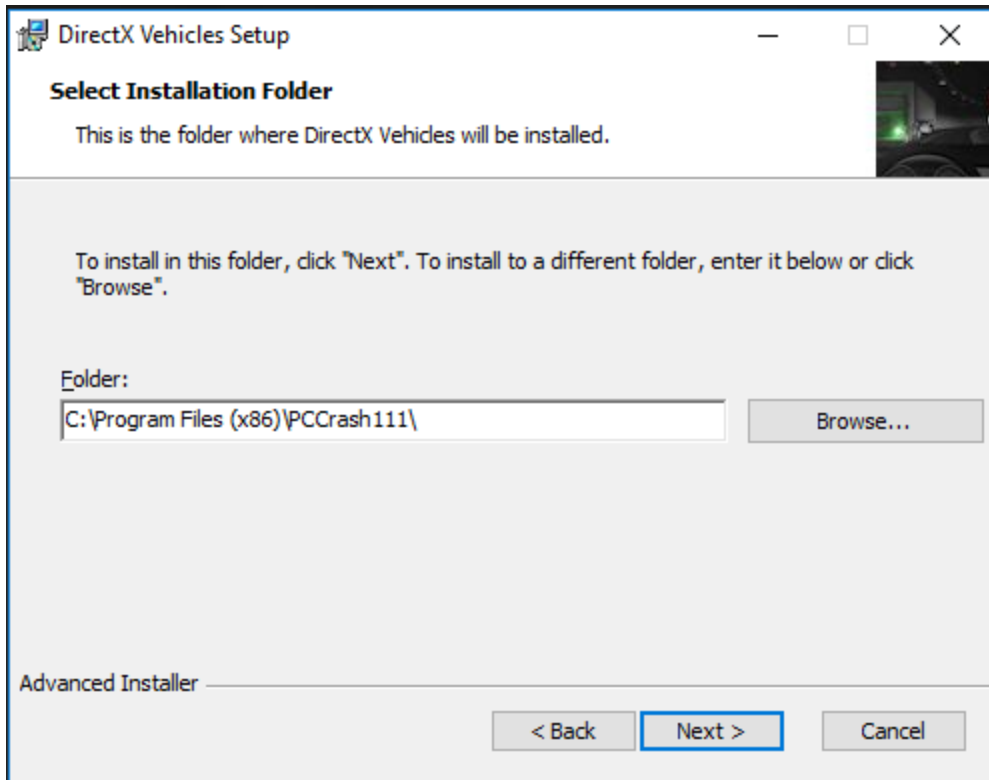 DirectX Vehicles Setup
Select Installation Folder
This is the folder where DirectX Vehicles will be installed.
To install in this folder, click "Next". To install to a different folder, enter it below or click
"Browse".
Folder:
C:\Program Files (x86)\PCCrash111\
Browse...
Advanced Installer
< Back
Next >
Cancel